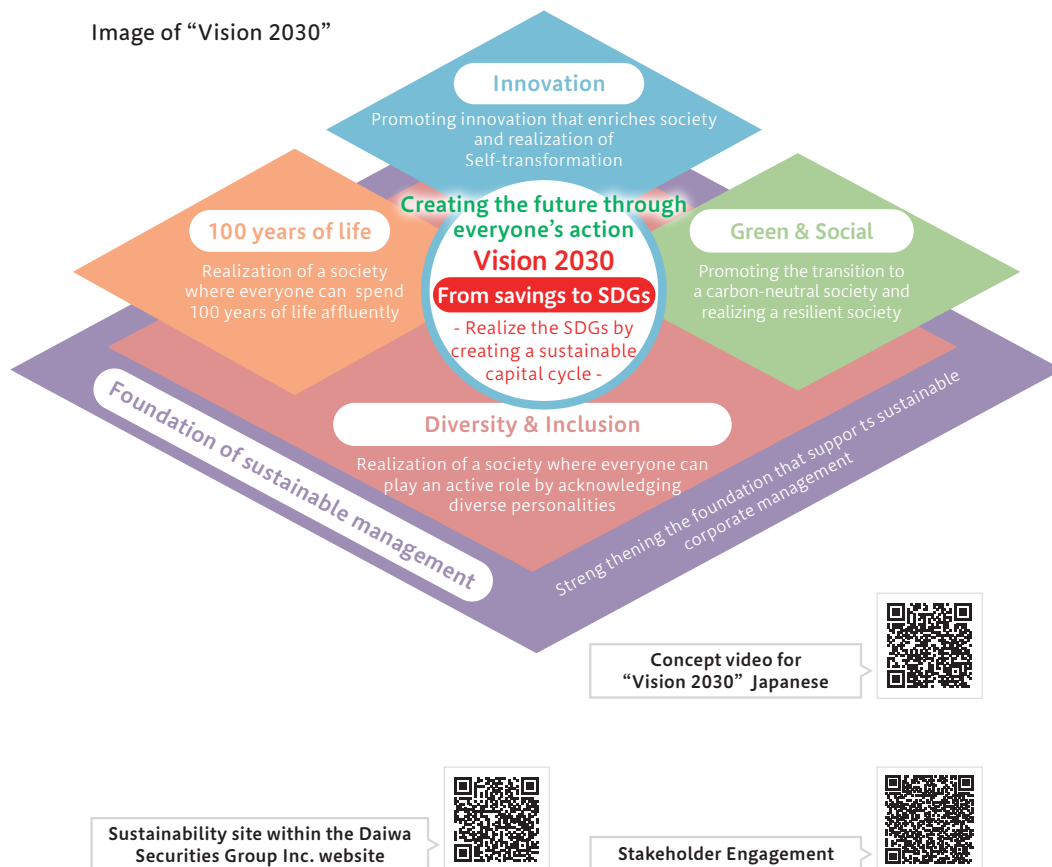 Image of “Vision 2030”
Innovation
Promoting innovation that enriches society
and realization of
Self-transformation
Creating the future through
everyone’s action
Vision 2030
From savings to SDGs
- Realize the SDGs by
creating a sustainable
capital cycle -
100 years of life
Realization of a society
where everyone can spend
100 years of life affluently
Green & Social
Promoting the transition to
a carbon-neutral society and
realizing a resilient society
Diversity & Inclusion
Realization of a society where everyone can
play an active role by acknowledging
diverse personalities
Foundation of sustainable management
Streng thening the foundation that suppor ts sustainable
corporate management
Concept video for
“Vision 2030” Japanese
Sustainability site within the Daiwa
Securities Group Inc. website
Stakeholder Engagement